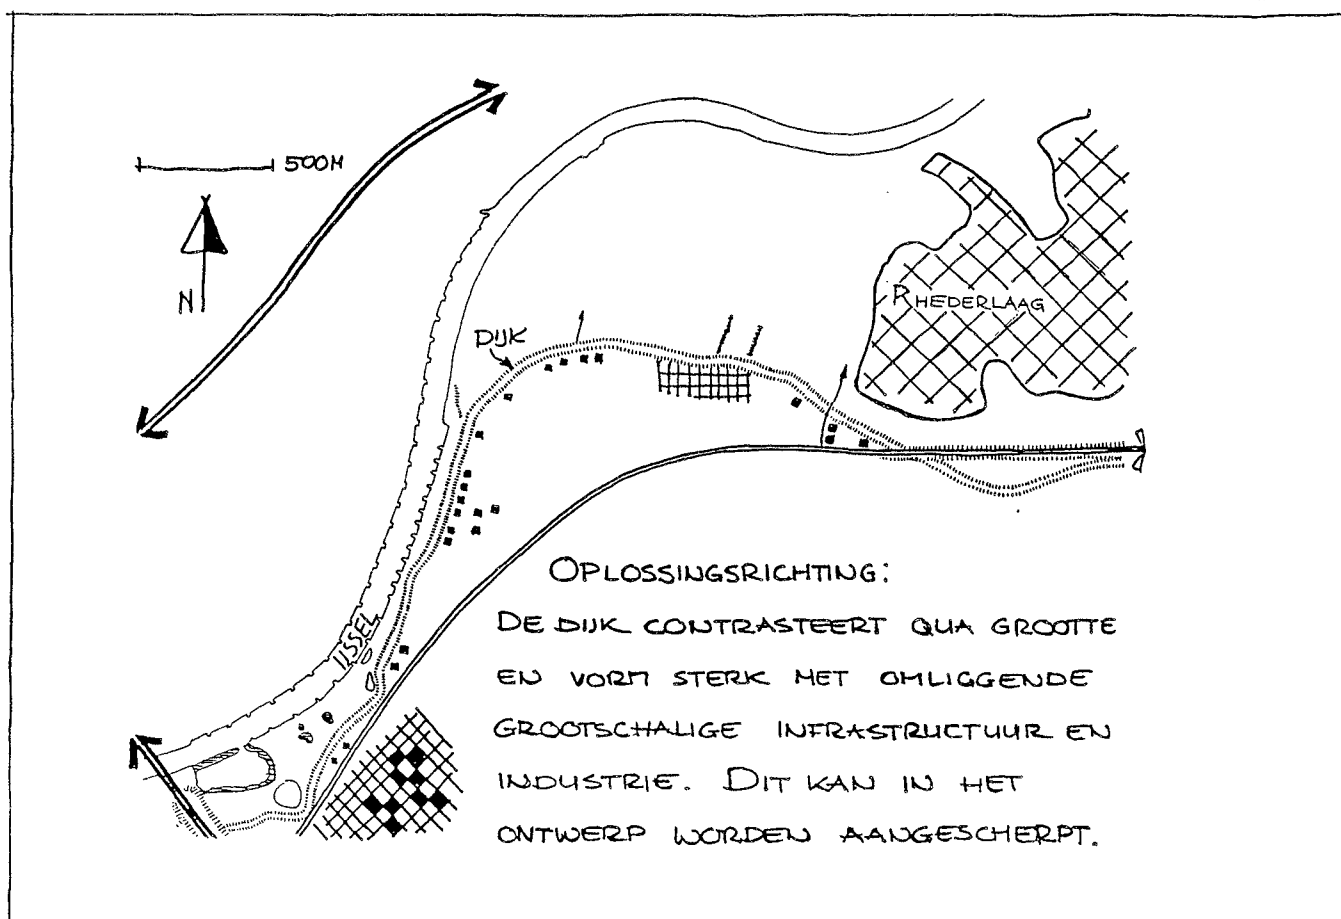 500M
N
RHEDERLAAG
DIJK
IJSSEL
OPLOSSINGSRICHTING:
DE DIJK CONTRASTEERT QUA GROOTTE
EN VORM STERK MET OMLIGGENDE
GROOTSCHALIGE INFRASTRUCTUUR EN
INDUSTRIE. DIT KAN IN HET
ONTWERP WORDEN AANGESCHERPT.